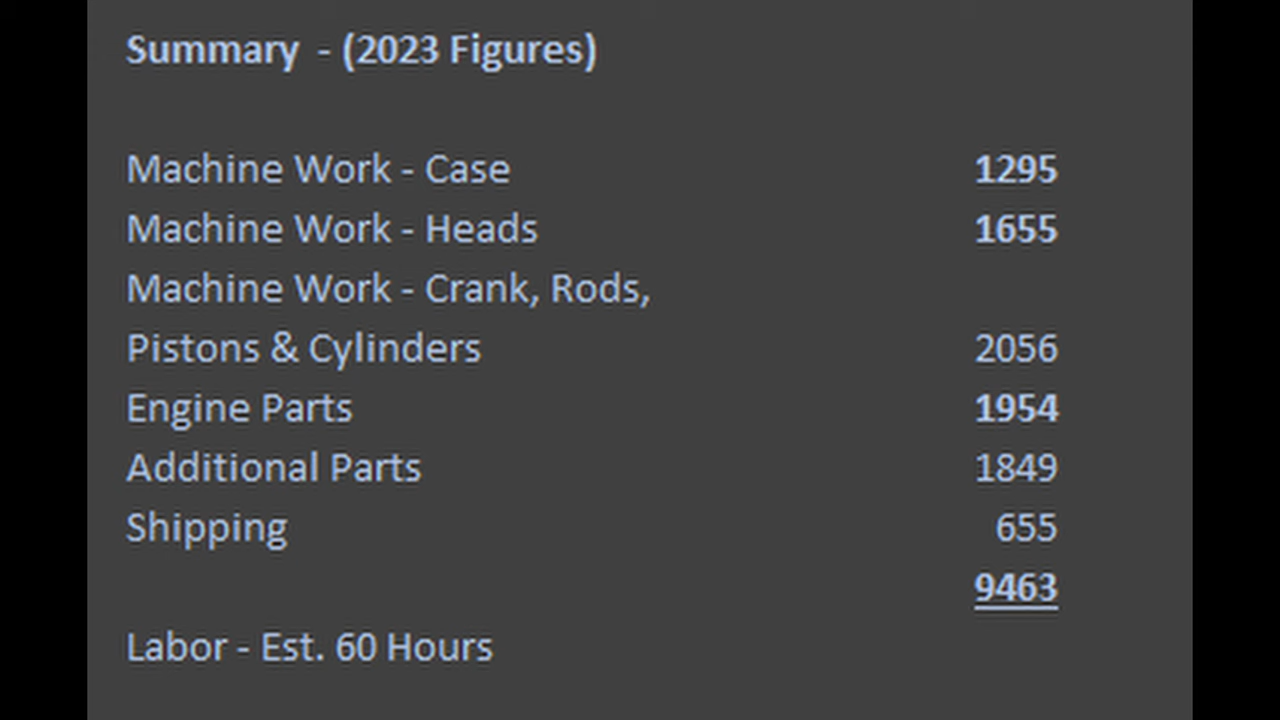 Summary - (2023 Figures)
Machine Work - Case 1295
Machine Work - Heads 1655
Machine Work - Crank, Rods,
Pistons & Cylinders 2056
Engine Parts 1954
Additional Parts 1849
Shipping 655
9463
Labor - Est. 60 Hours